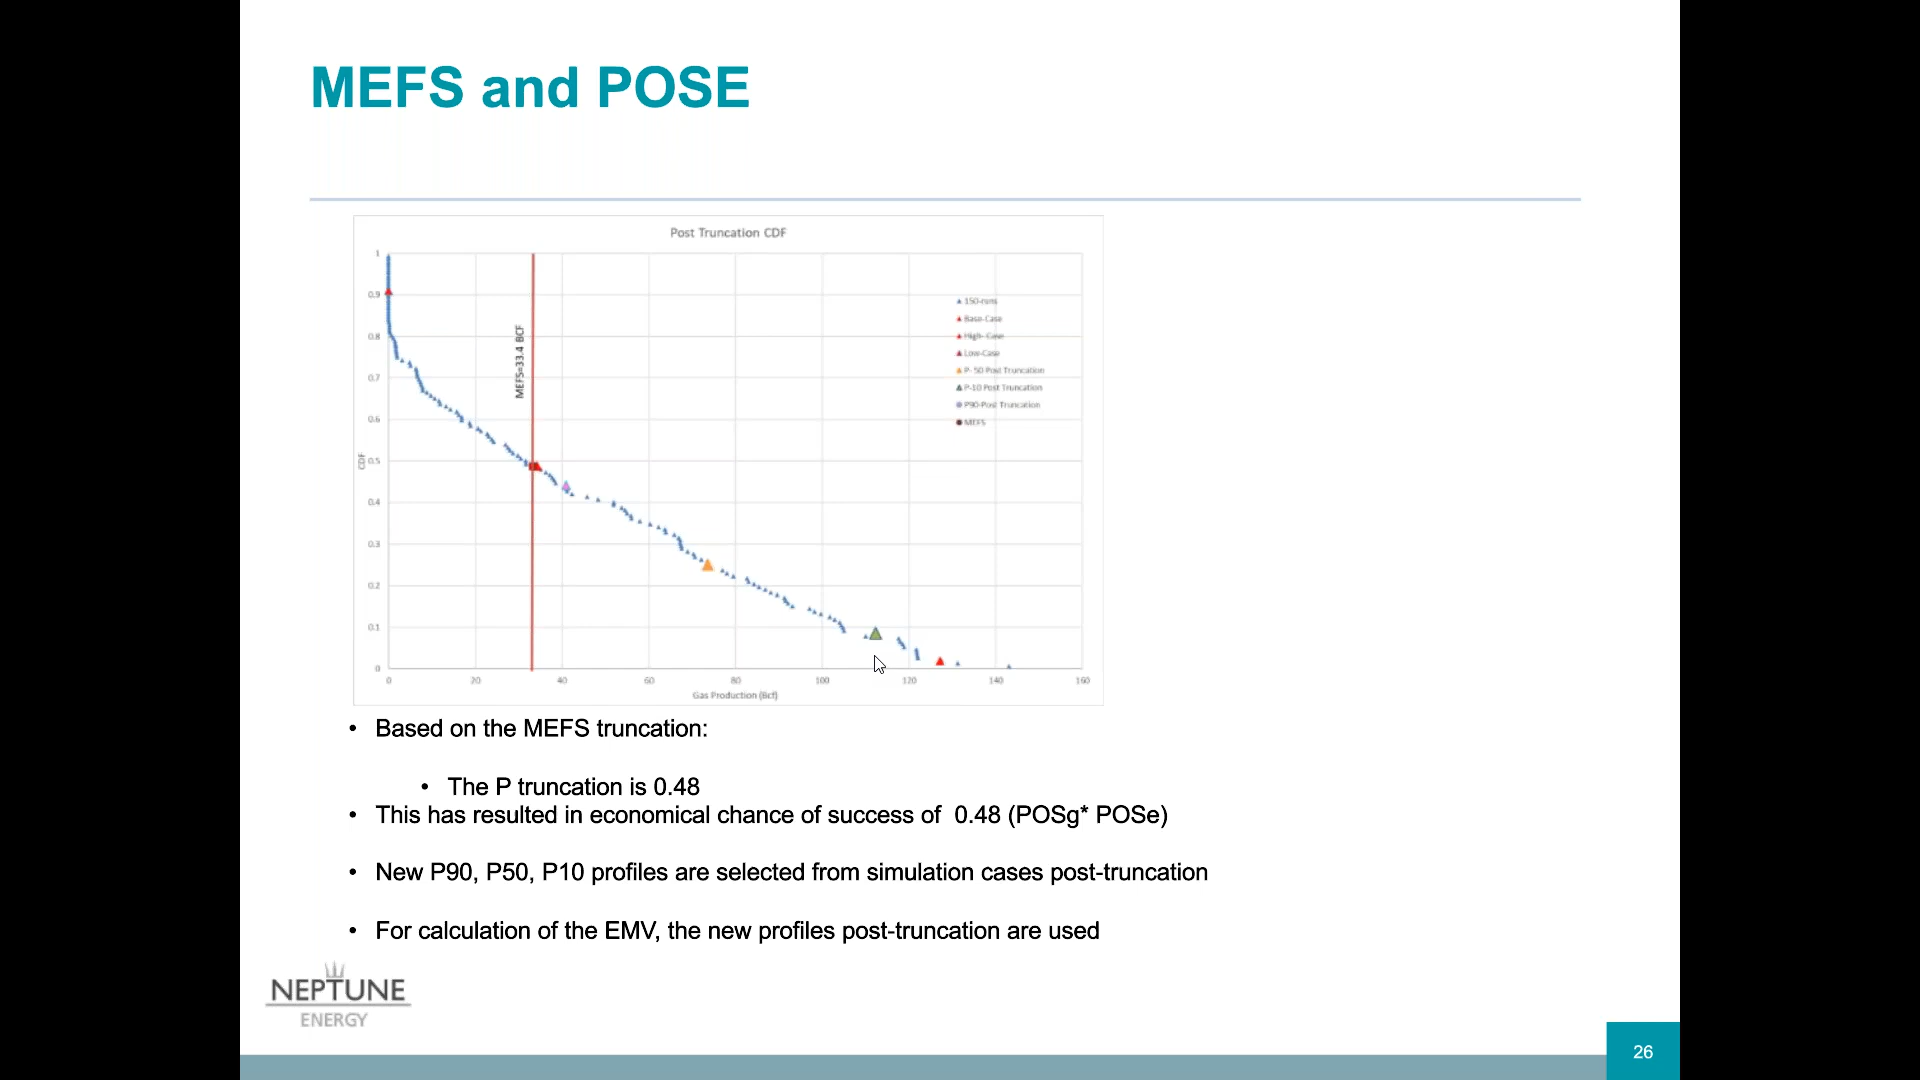 MEFS and POSE
Post Truncation CDF
1
0.9
0.8
0.7
0.6
0.5
0.4
0.3
0.2
0.1
0
CDF
MEFS=33.4 BCF
150-runs
Base-Case
High- Case
Low-Case
P- 50 Post Truncation
P-10 Post Truncation
P90-Post Truncation
MEFS
0 20 40 60 80 100 120 140 160
Gas Production (Bcf)
• Based on the MEFS truncation:
• The P truncation is 0.48
• This has resulted in economical chance of success of 0.48 (POSg* POSe)
• New P90, P50, P10 profiles are selected from simulation cases post-truncation
• For calculation of the EMV, the new profiles post-truncation are used
NEPTUNE
ENERGY
26